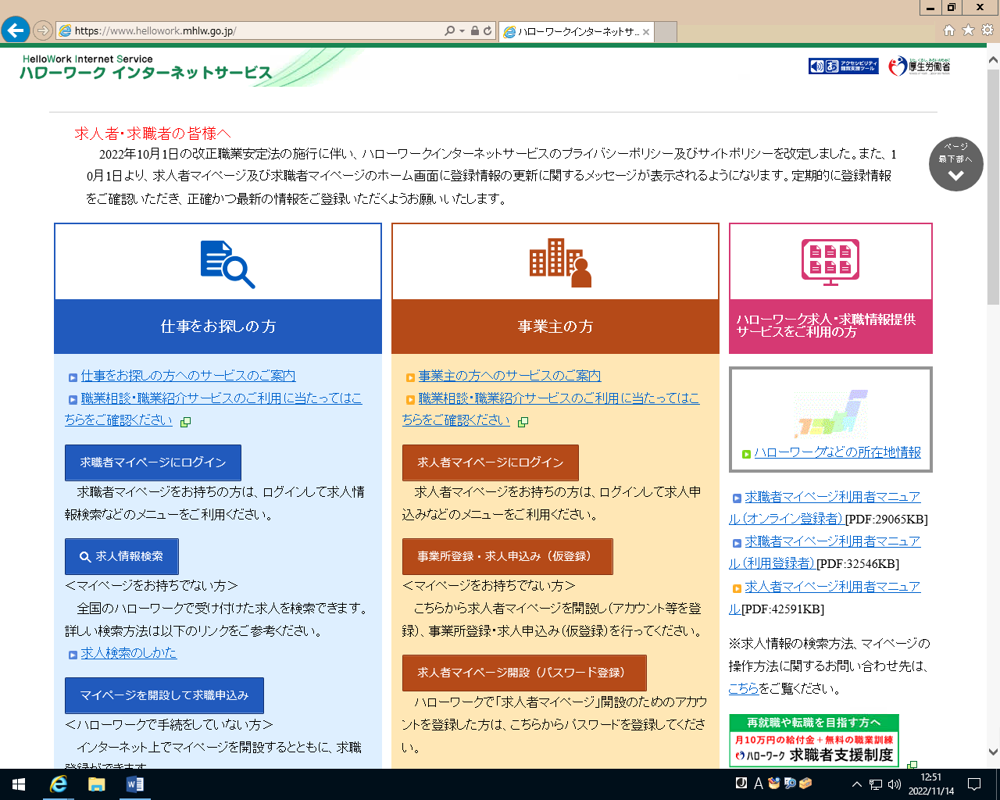 https://www.hellowork.mhlw.go.jp/
ハローワークインターネットサ...
HelloWork Internet Service
ハローワーク インターネットサービス
アクセシビリティ
閲覧支援ツール
ひと、くらし、みらいのために
厚生労働省
求人者・求職者の皆様へ
2022年10月1日の改正職業安定法の施行に伴い、ハローワークインターネットサービスのプライバシーポリシー及びサイトポリシーを改定しました。また、1
0月1日より、求人者マイページ及び求職者マイページのホーム画面に登録情報の更新に関するメッセージが表示されるようになります。定期的に登録情報
をご確認いただき、正確かつ最新の情報をご登録いただくようお願いいたします。
ページ
最下部へ
仕事をお探しの方
仕事をお探しの方へのサービスのご案内
職業相談・職業紹介サービスのご利用に当たってはこ
ちらをご確認ください
求職者マイページにログイン
求職者マイページをお持ちの方は、ログインして求人情
報検索などのメニューをご利用ください。
求人情報検索
＜マイページをお持ちでない方＞
全国のハローワークで受け付けた求人を検索できます。
詳しい検索方法は以下のリンクをご参考ください。
求人検索のしかた
マイページを開設して求職申込み
＜ハローワークで手続をしていない方＞
インターネット上でマイページを開設するとともに、求職
登録ができます。
事業主の方
事業主の方へのサービスのご案内
職業相談・職業紹介サービスのご利用に当たってはこ
ちらをご確認ください
求人者マイページにログイン
求人者マイページをお持ちの方は、ログインして求人申
込みなどのメニューをご利用ください。
事業所登録・求人申込み（仮登録）
＜マイページをお持ちでない方＞
こちらから求人者マイページを開設し（アカウント等を登
録）、事業所登録・求人申込み（仮登録）を行ってください。
求人者マイページ開設（パスワード登録）
ハローワークで「求人者マイページ」開設のためのアカウ
ントを登録した方は、こちらからパスワードを登録してくださ
い。
ハローワーク求人・求職情報提供
サービスをご利用の方
ハローワークなどの所在地情報
求職者マイページ利用者マニュア
ル（オンライン登録者）[PDF:29065KB]
求職者マイページ利用者マニュア
ル（利用登録者）[PDF:32546KB]
求人者マイページ利用者マニュア
ル[PDF:42591KB]
※求人情報の検索方法、マイページの
操作方法に関するお問い合わせ先は、
こちらをご覧ください。
再就職や転職を目指す方へ
月10万円の給付金＋無料の職業訓練
ハローワーク 求職者支援制度
A
12:51
2022/11/14